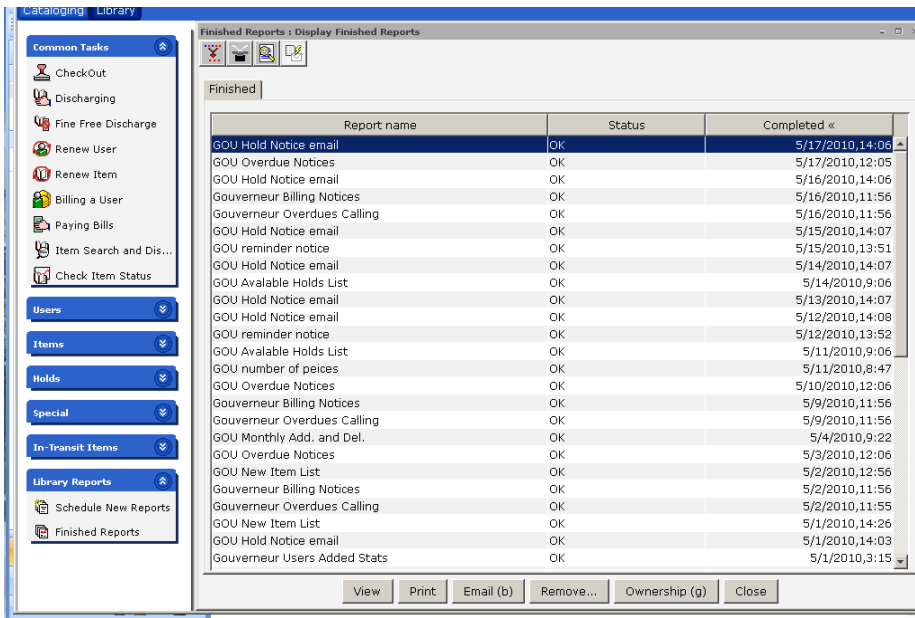 Cataloging Library
Finished Reports : Display Finished Reports
Common Tasks
CheckOut
Discharging
Fine Free Discharge
Renew User
Renew Item
Billing a User
Paying Bills
Item Search and Dis...
Check Item Status
Users
Items
Holds
Special
In-Transit Items
Library Reports
Schedule New Reports
Finished Reports
Finished
Report name Status Completed «
GOU Hold Notice email OK 5/17/2010,14:06
GOU Overdue Notices OK 5/17/2010,12:05
GOU Hold Notice email OK 5/16/2010,14:06
Gouverneur Billing Notices OK 5/16/2010,11:56
Gouverneur Overdues Calling OK 5/16/2010,11:56
GOU Hold Notice email OK 5/15/2010,14:07
GOU reminder notice OK 5/15/2010,13:51
GOU Hold Notice email OK 5/14/2010,14:07
GOU Avalable Holds List OK 5/14/2010,9:06
GOU Hold Notice email OK 5/13/2010,14:07
GOU Hold Notice email OK 5/12/2010,14:08
GOU reminder notice OK 5/12/2010,13:52
GOU Avalable Holds List OK 5/11/2010,9:06
GOU number of peices OK 5/11/2010,8:47
GOU Overdue Notices OK 5/10/2010,12:06
Gouverneur Billing Notices OK 5/9/2010,11:56
Gouverneur Overdues Calling OK 5/9/2010,11:56
GOU Monthly Add. and Del. OK 5/4/2010,9:22
GOU Overdue Notices OK 5/3/2010,12:06
GOU New Item List OK 5/2/2010,12:56
Gouverneur Billing Notices OK 5/2/2010,11:56
Gouverneur Overdues Calling OK 5/2/2010,11:55
GOU New Item List OK 5/1/2010,14:26
GOU Hold Notice email OK 5/1/2010,14:03
Gouverneur Users Added Stats OK 5/1/2010,3:15
View Print Email (b) Remove... Ownership (g) Close